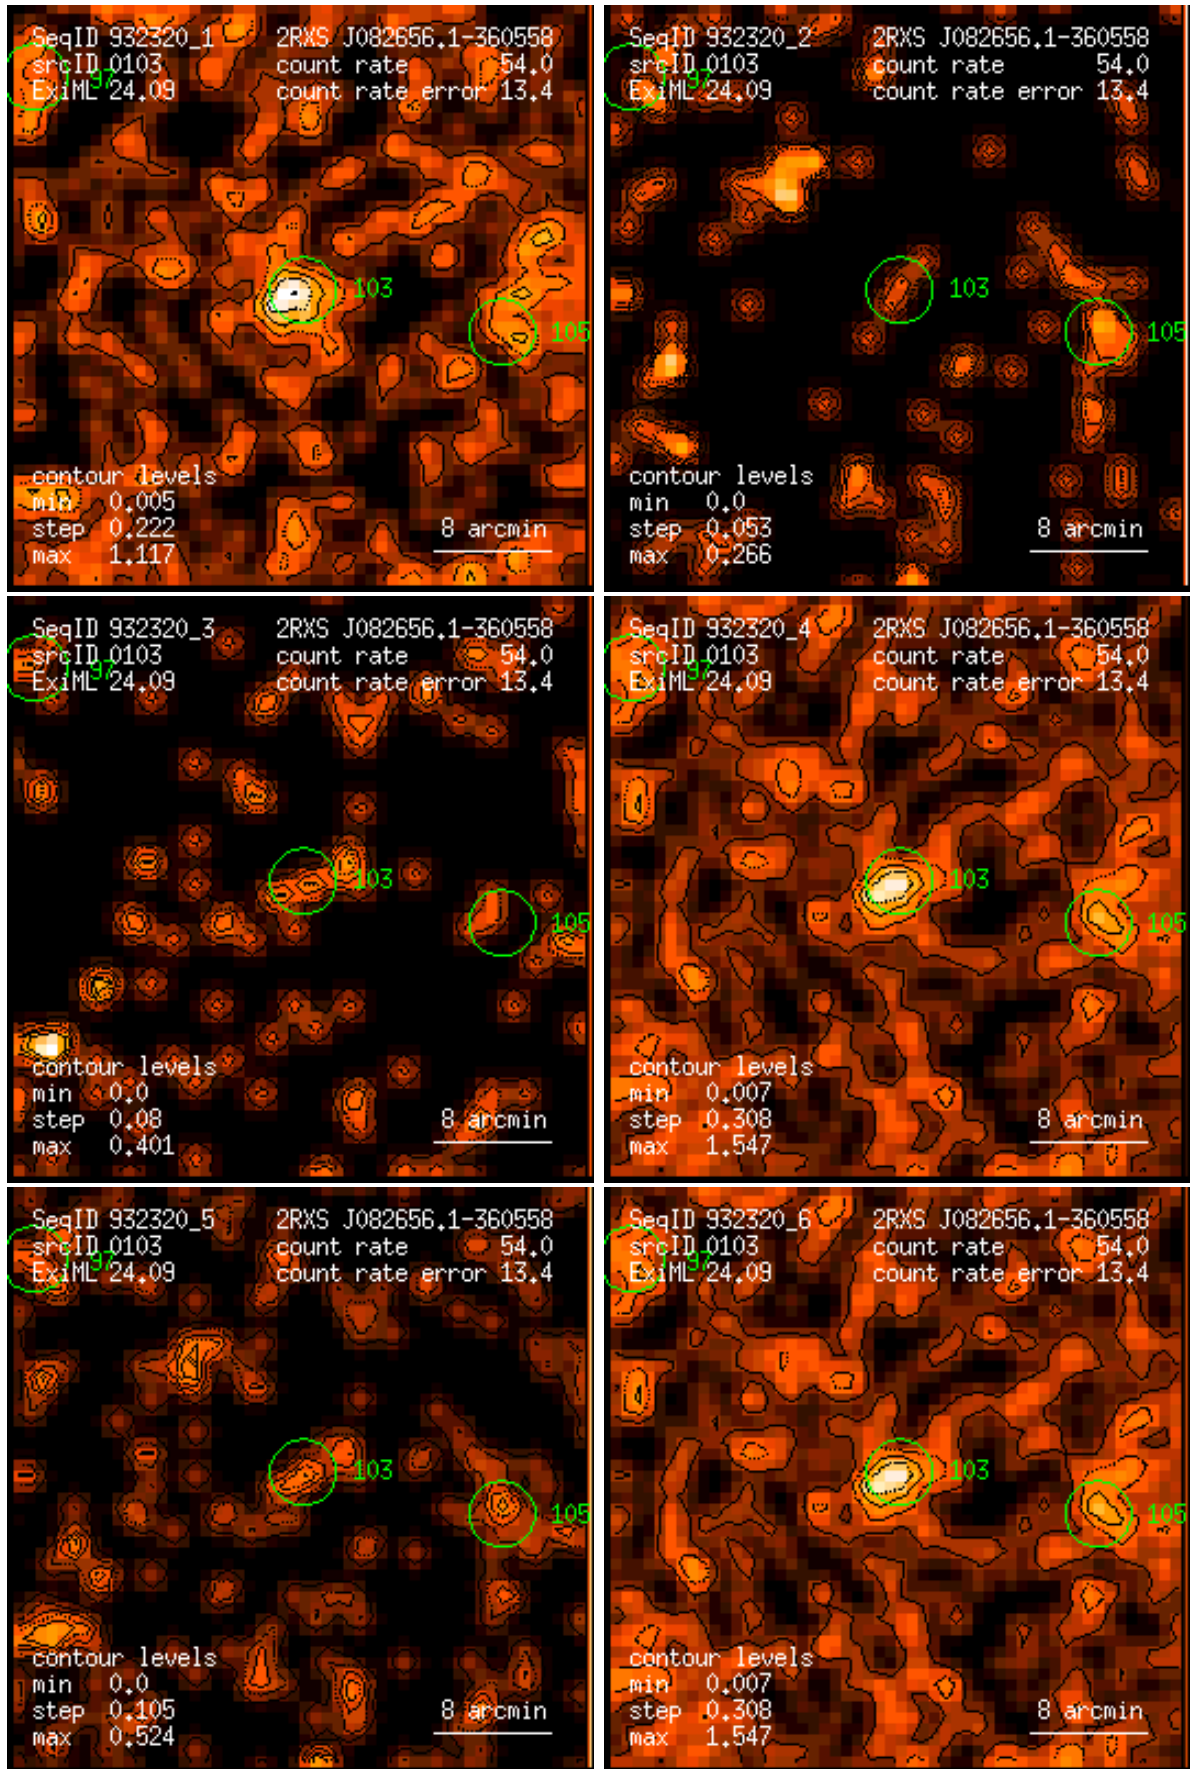 SeqID 932320_1 2RXS J082656.1-360558
srcID 0103 97 count rate 54.0
ExiML 24.09 count rate error 13.4
103
105
contour levels
min 0.005
step 0.222 8 arcmin
max 1.117
SeqID 932320_2 2RXS J082656.1-360558
srcID 0103 97 count rate 54.0
ExiML 24.09 count rate error 13.4
103
105
contour levels
min 0.0
step 0.053 8 arcmin
max 0.266
SeqID 932320_3 2RXS J082656.1-360558
srcID 0103 97 count rate 54.0
ExiML 24.09 count rate error 13.4
103
105
contour levels
min 0.0
step 0.08 8 arcmin
max 0.401
SeqID 932320_4 2RXS J082656.1-360558
srcID 0103 97 count rate 54.0
ExiML 24.09 count rate error 13.4
103
105
contour levels
min 0.007
step 0.308 8 arcmin
max 1.547
SeqID 932320_5 2RXS J082656.1-360558
srcID 0103 97 count rate 54.0
ExiML 24.09 count rate error 13.4
103
105
contour levels
min 0.0
step 0.105 8 arcmin
max 0.524
SeqID 932320_6 2RXS J082656.1-360558
srcID 0103 97 count rate 54.0
ExiML 24.09 count rate error 13.4
103
105
contour levels
min 0.007
step 0.308 8 arcmin
max 1.547